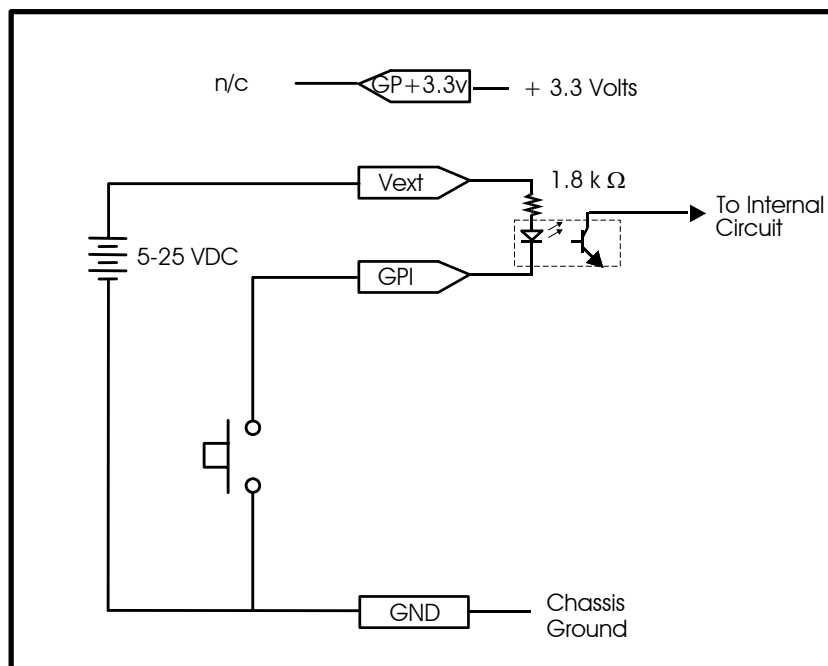 n/c
GP+3.3v
+ 3.3 Volts
Vext
1.8 k Ω
To Internal
Circuit
5-25 VDC
GPI
GND
Chassis
Ground